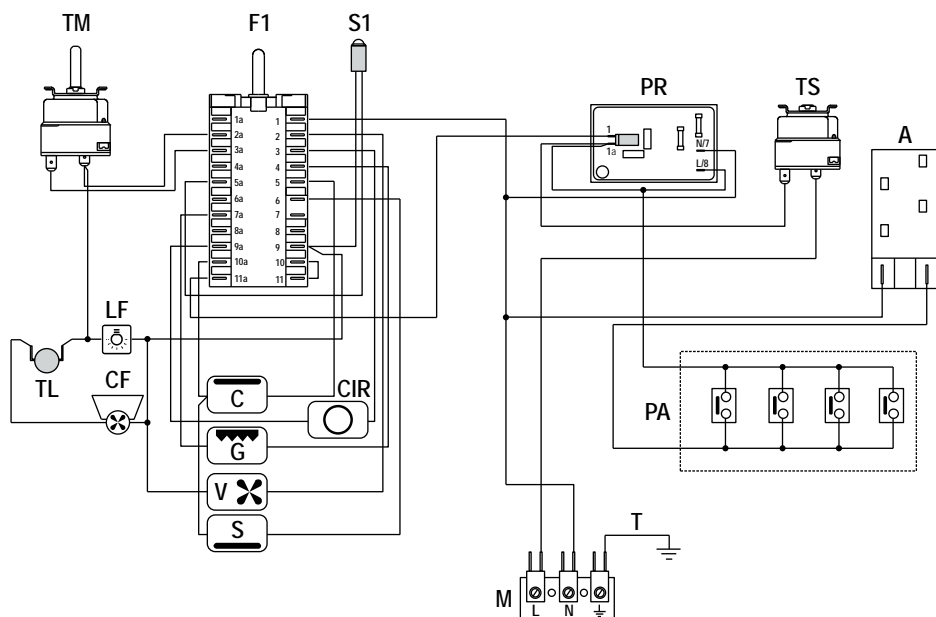 TM F1 S1
PR TS
A
1a 1
2a 2
3a 3
4a 4
5a 5
6a 6
7a 7
8a 8
9a 9
10a 10
11a 11
1
1a
N/7
L/8
LF
TL
CF
C
CIR
G
V
S
PA
T
M
L N